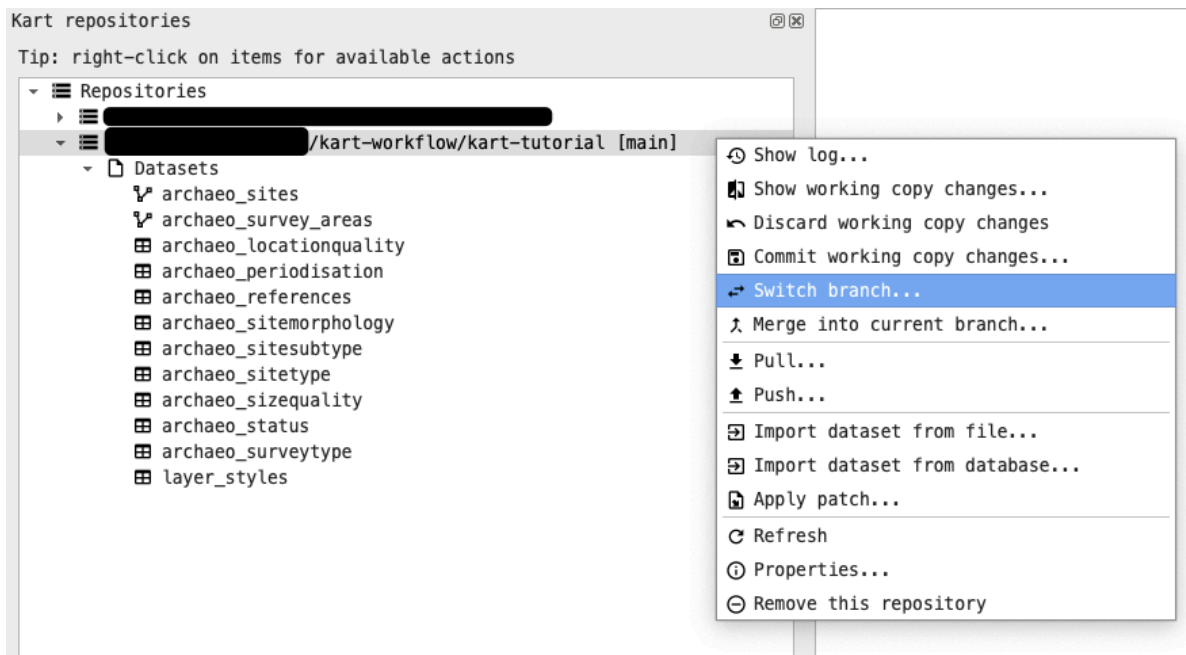 Kart repositories
Tip: right-click on items for available actions
Repositories
/kart-workflow/kart-tutorial [main]
Datasets
archaeo_sites
archaeo_survey_areas
archaeo_locationquality
archaeo_periodisation
archaeo_references
archaeo_sitemorphology
archaeo_sitesubtype
archaeo_sitetype
archaeo_sizequality
archaeo_status
archaeo_surveytype
layer_styles
Show log...
Show working copy changes...
Discard working copy changes
Commit working copy changes...
Switch branch...
Merge into current branch...
Pull...
Push...
Import dataset from file...
Import dataset from database...
Apply patch...
Refresh
Properties...
Remove this repository